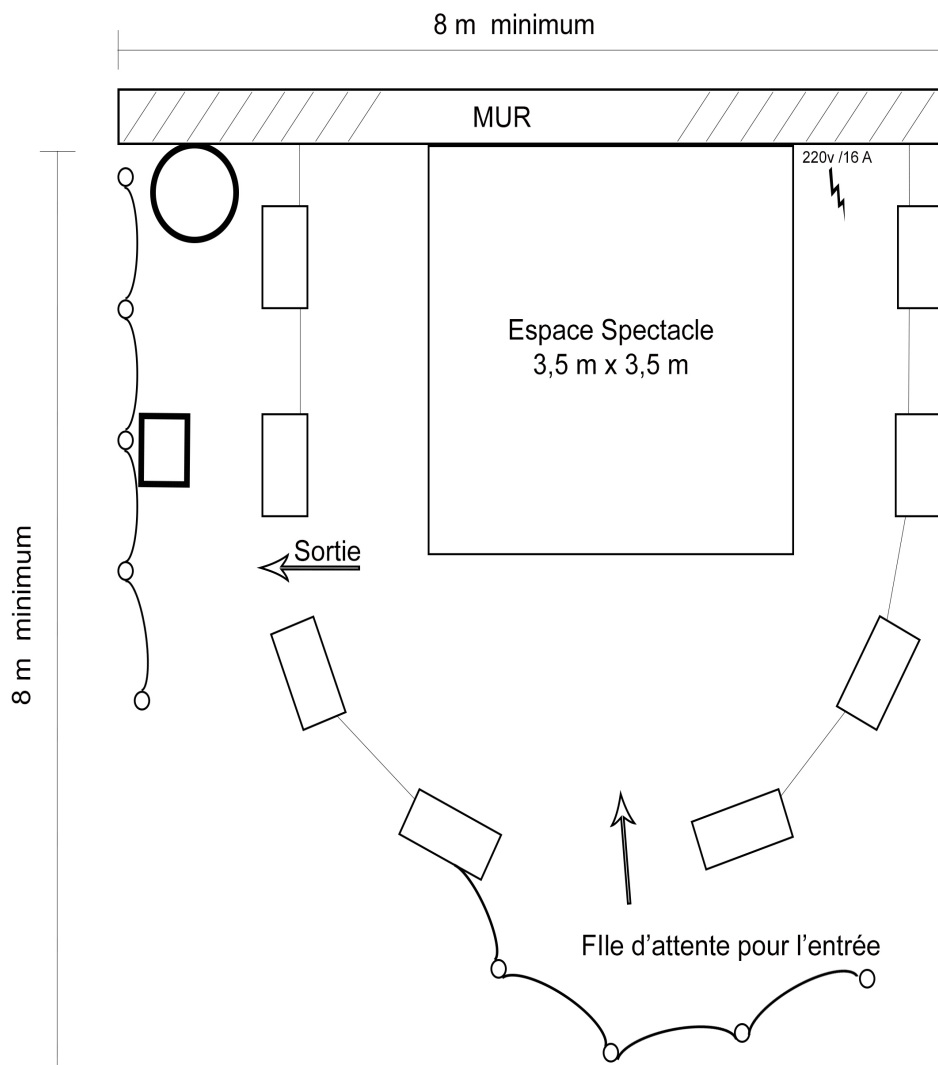 8 m  minimum
MUR
220v /16 A
Espace Spectacle
3,5 m x 3,5 m
Sortie
8 m  minimum
FIle d'attente pour l'entrée